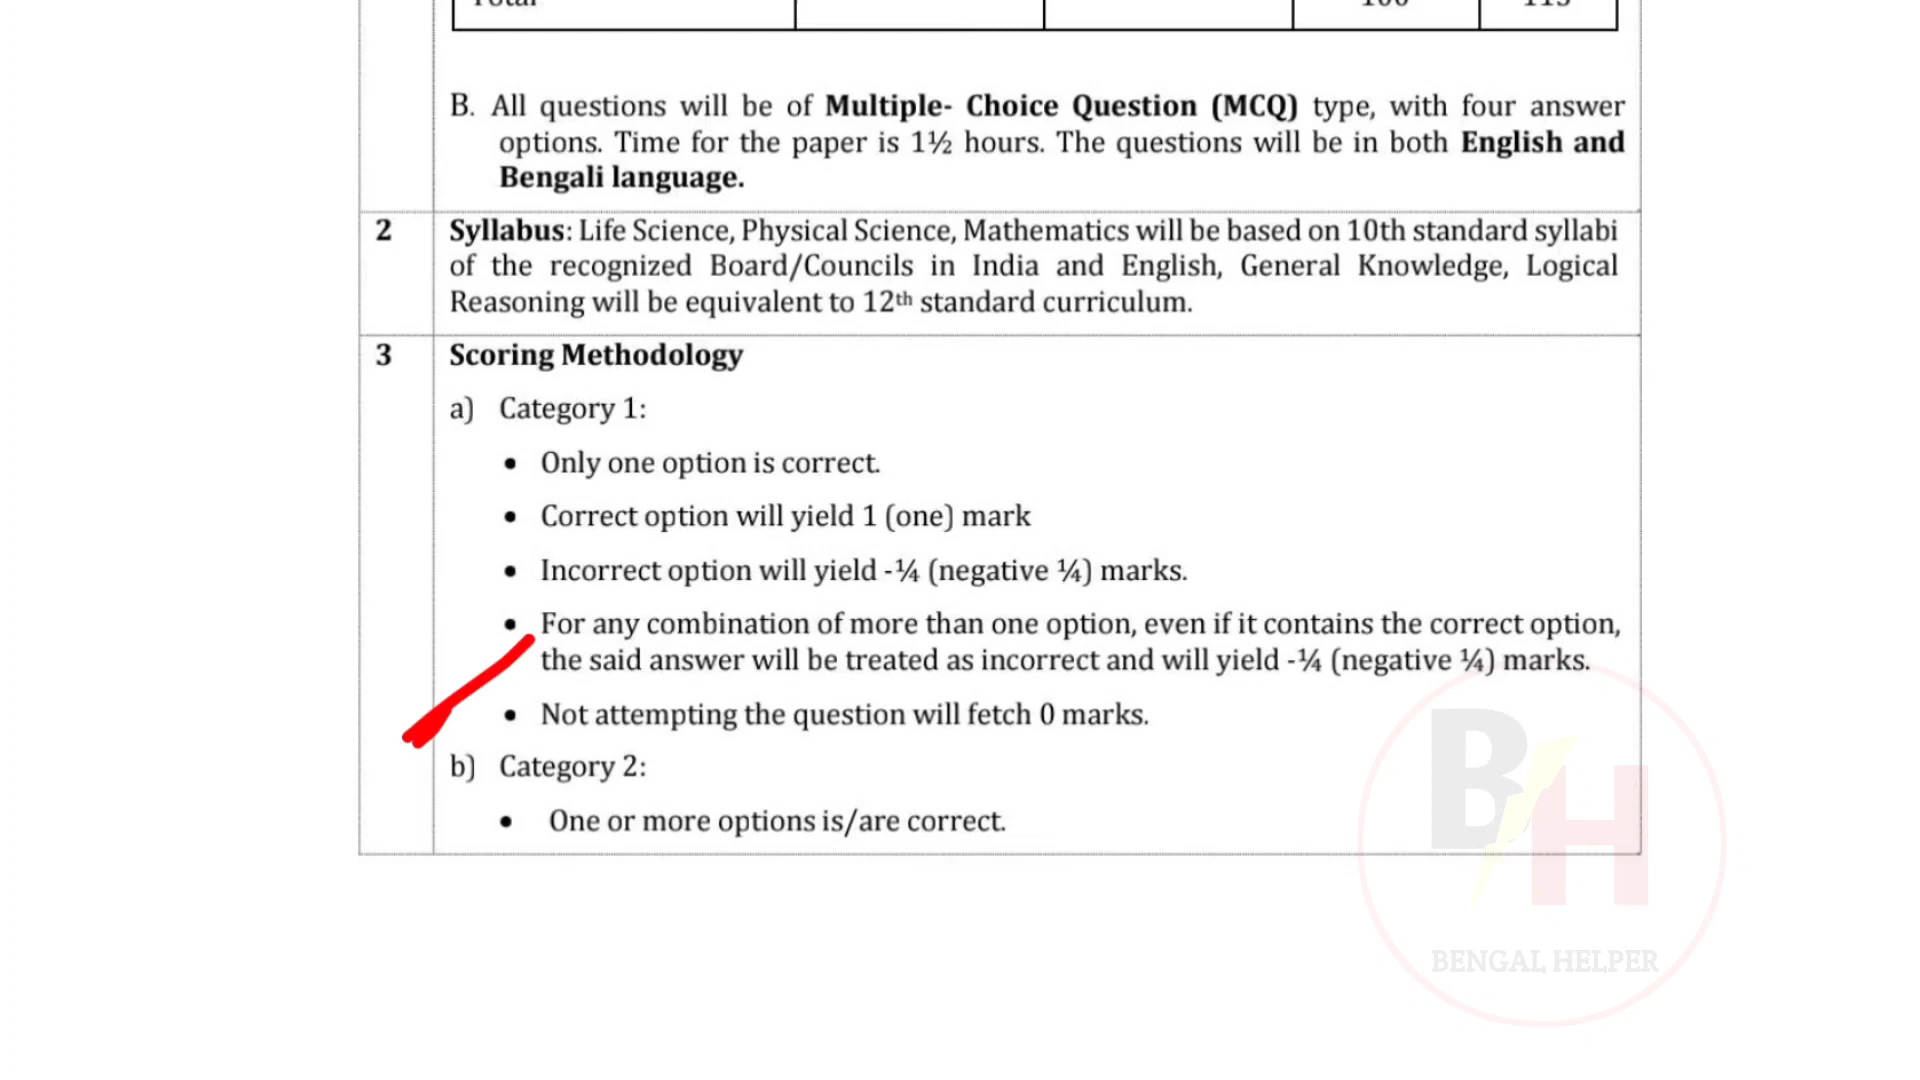 Total 100 115
B. All questions will be of Multiple- Choice Question (MCQ) type, with four answer
options. Time for the paper is 1½ hours. The questions will be in both English and
Bengali language.
2 Syllabus: Life Science, Physical Science, Mathematics will be based on 10th standard syllabi
of the recognized Board/Councils in India and English, General Knowledge, Logical
Reasoning will be equivalent to 12th standard curriculum.
3 Scoring Methodology
a) Category 1:
• Only one option is correct.
• Correct option will yield 1 (one) mark
• Incorrect option will yield -¼ (negative ¼) marks.
• For any combination of more than one option, even if it contains the correct option,
the said answer will be treated as incorrect and will yield -¼ (negative ¼) marks.
• Not attempting the question will fetch 0 marks.
b) Category 2:
• One or more options is/are correct.
BH
BENGAL HELPER